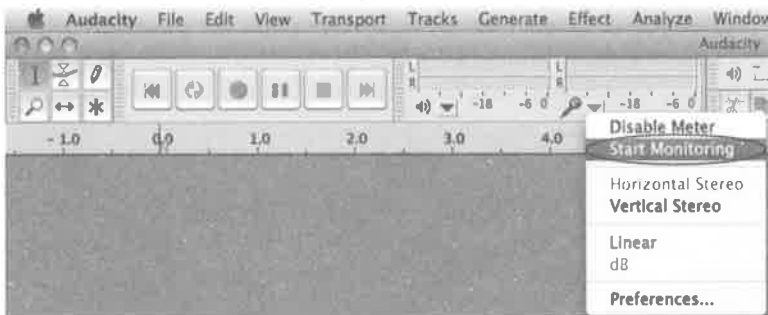 Audacity File Edit View Transport Tracks Generate Effect Analyze Window
Audacity
L
R
-18 -6 0
L
R
-18 -6 0
-1.0 0.0 1.0 2.0 3.0 4.0
Disable Meter
Start Monitoring
Horizontal Stereo
Vertical Stereo
Linear
dB
Preferences...